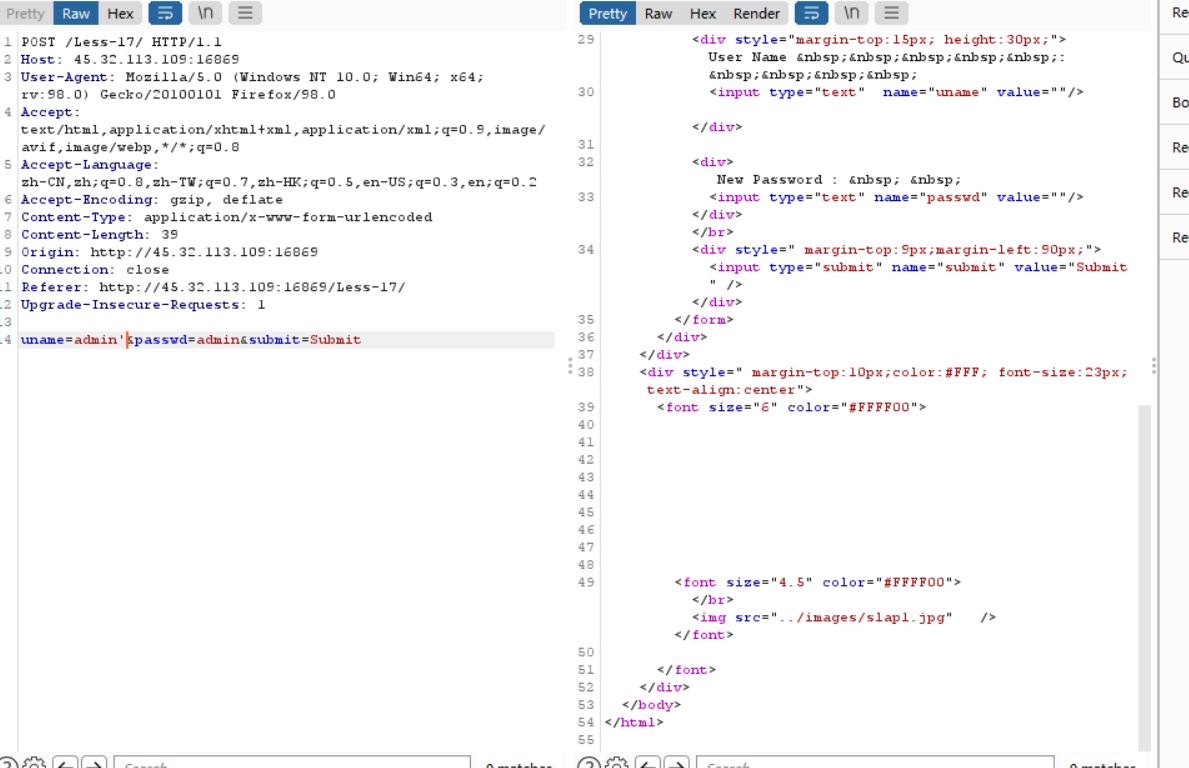 Pretty Raw Hex \n
1 POST /Less-17/ HTTP/1.1
2 Host: 45.32.113.109:16869
3 User-Agent: Mozilla/5.0 (Windows NT 10.0; Win64; x64;
rv:98.0) Gecko/20100101 Firefox/98.0
4 Accept:
text/html,application/xhtml+xml,application/xml;q=0.9,image/
avif,image/webp,*/*;q=0.8
5 Accept-Language:
zh-CN,zh;q=0.8,zh-TW;q=0.7,zh-HK;q=0.5,en-US;q=0.3,en;q=0.2
6 Accept-Encoding: gzip, deflate
7 Content-Type: application/x-www-form-urlencoded
8 Content-Length: 39
9 Origin: http://45.32.113.109:16869
0 Connection: close
1 Referer: http://45.32.113.109:16869/Less-17/
2 Upgrade-Insecure-Requests: 1
3
4 uname=admin'&passwd=admin&submit=Submit
Search...
0 matches
Pretty Raw Hex Render \n
29 <div style="margin-top:15px; height:30px;">
User Name &nbsp;&nbsp;&nbsp;&nbsp;&nbsp;:
&nbsp;&nbsp;&nbsp;&nbsp;
30 <input type="text" name="uname" value=""/>
</div>
31
32 <div>
New Password : &nbsp; &nbsp;
33 <input type="text" name="passwd" value=""/>
</div>
</br>
34 <div style=" margin-top:9px;margin-left:90px;">
<input type="submit" name="submit" value="Submit
" />
</div>
35 </form>
36 </div>
37 </div>
38 <div style=" margin-top:10px;color:#FFF; font-size:23px;
text-align:center">
39 <font size="6" color="#FFFF00">
40
41
42
43
44
45
46
47
48
49 <font size="4.5" color="#FFFF00">
</br>
<img src="../images/slap1.jpg" />
</font>
50
51 </font>
52 </div>
53 </body>
54 </html>
55
Search...
0 matches
Re
Qu
Bo
Re
Re
Re